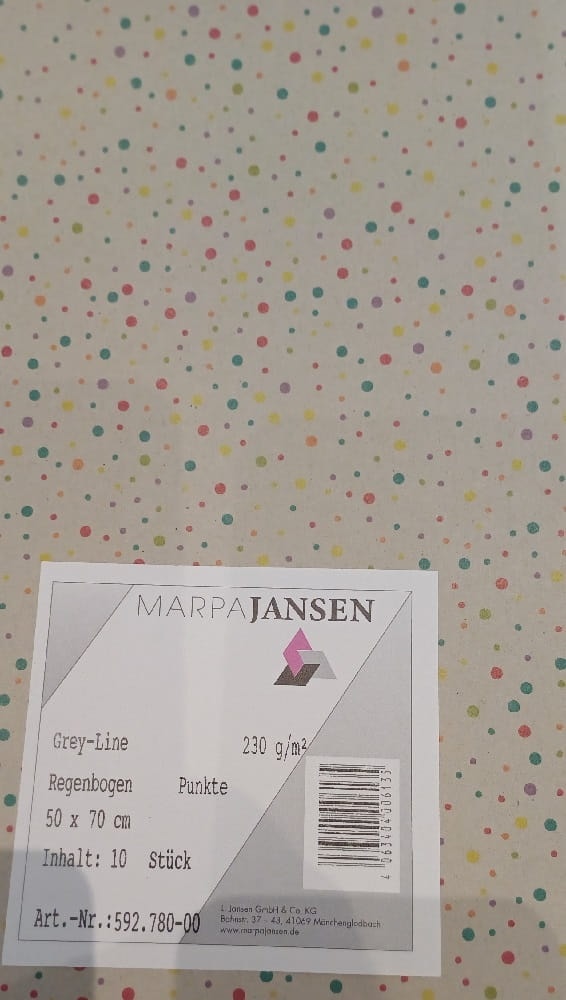 MARPAJANSEN
Grey-Line 230 g/m²
Regenbogen Punkte
50 x 70 cm
Inhalt: 10 Stück
Art.-Nr.:592.780-00
Jansen GmbH & Co. KG
Bahnstr. 37 - 43, 41069 Mönchengladbach
www.marpajansen.de